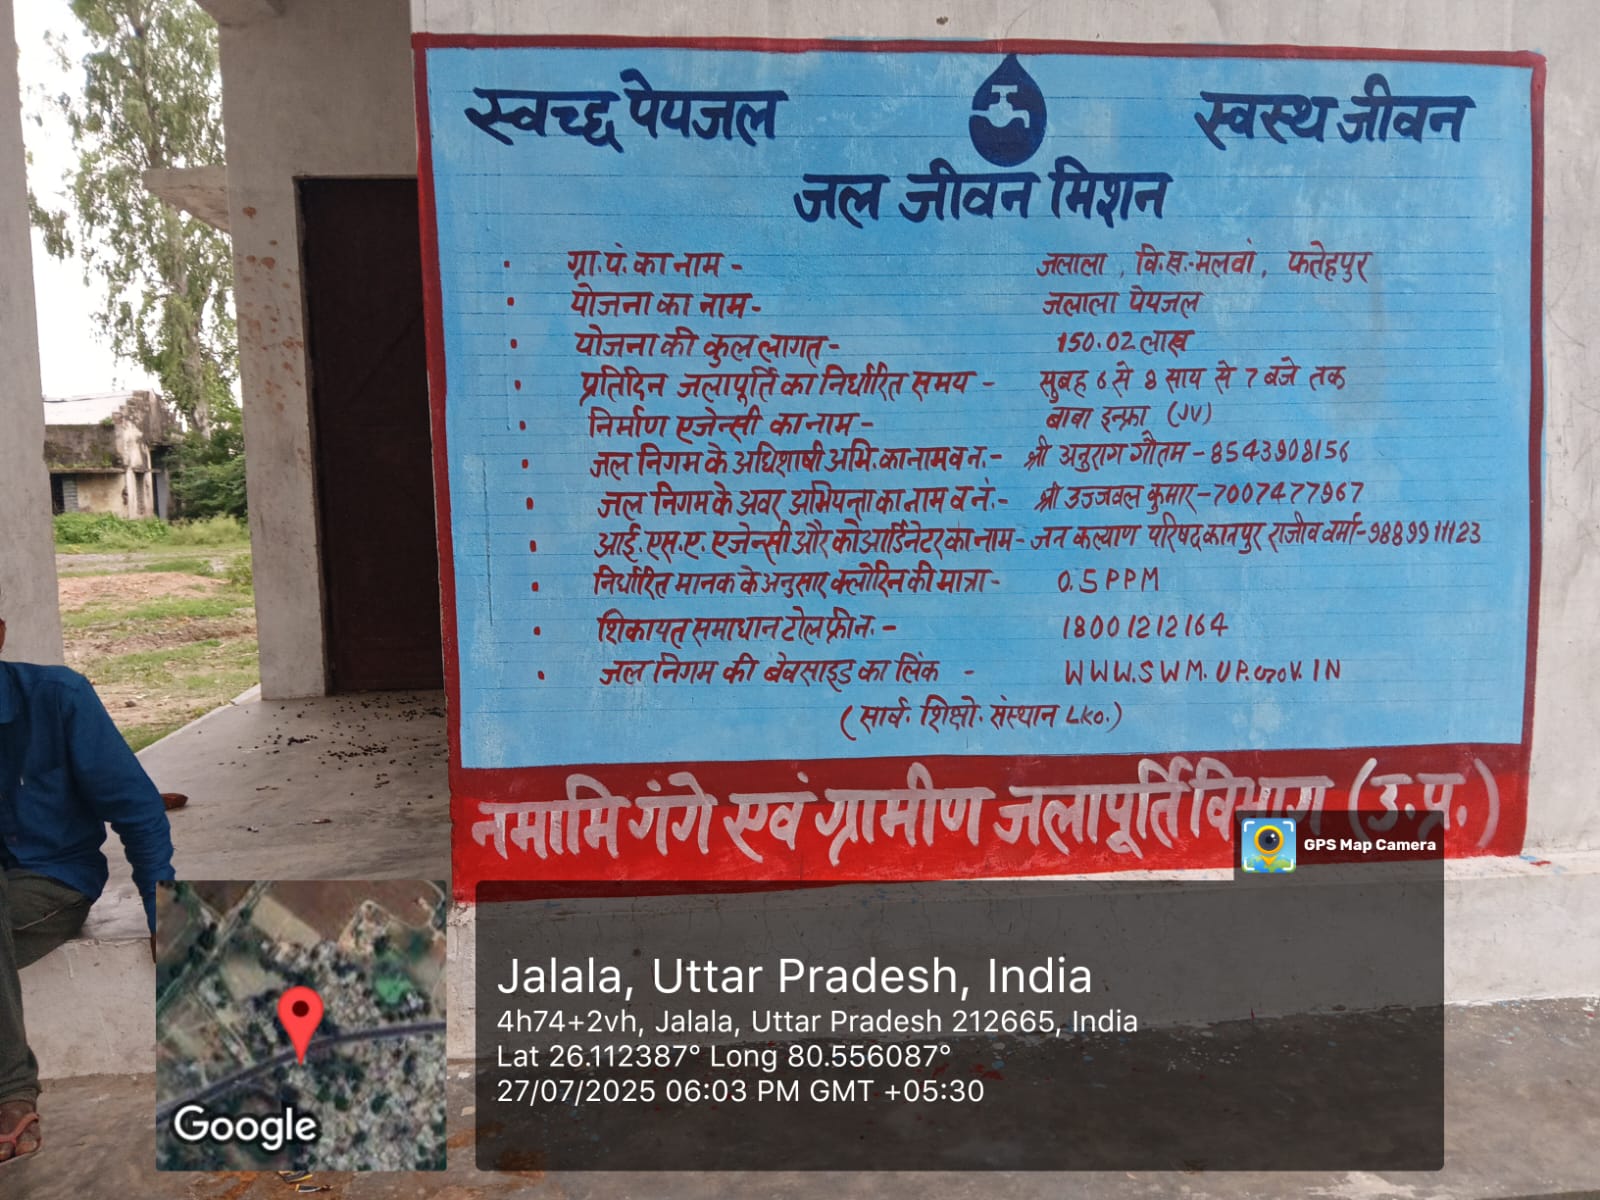 स्वच्छ पेयजल स्वस्थ जीवन
जल जीवन मिशन
ग्रा.पं. का नाम - जलाला , वि.ख.-मलवां, फतेहपुर
योजना का नाम- जलाला पेयजल
योजना की कुल लागत- 150.02 लाख
प्रतिदिन जलापूर्ति का निर्धारित समय - सुबह 6 से 8 साय से 7 बजे तक
निर्माण एजेन्सी का नाम- बाबा इन्फ्रा (JV)
जल निगम के अधिशाषी अभि. का नाम व न.- श्री अनुराग गौतम - 8543908156
जल निगम के अवर अभियन्ता का नाम व नं.- श्री उज्जवल कुमार-7007477967
आई.एस.ए. एजेन्सी और कोआर्डिनेटर का नाम- जन कल्याण परिषद कानपुर राजीव वर्मा-9889911123
निर्धारित मानक के अनुसार क्लोरिन की मात्रा- 0.5 PPM
शिकायत समाधान टोल फ्री न. - 18001212164
जल निगम की बेवसाइड का लिंक - WWW.SWM.UP.GOV.IN
(सार्व. शिक्षो. संस्थान LKO.)
नमामि गंगे एवं ग्रामीण जलापूर्ति विभाग (उ.प्र.)
GPS Map Camera
Jalala, Uttar Pradesh, India
4h74+2vh, Jalala, Uttar Pradesh 212665, India
Lat 26.112387° Long 80.556087°
27/07/2025 06:03 PM GMT +05:30
Google